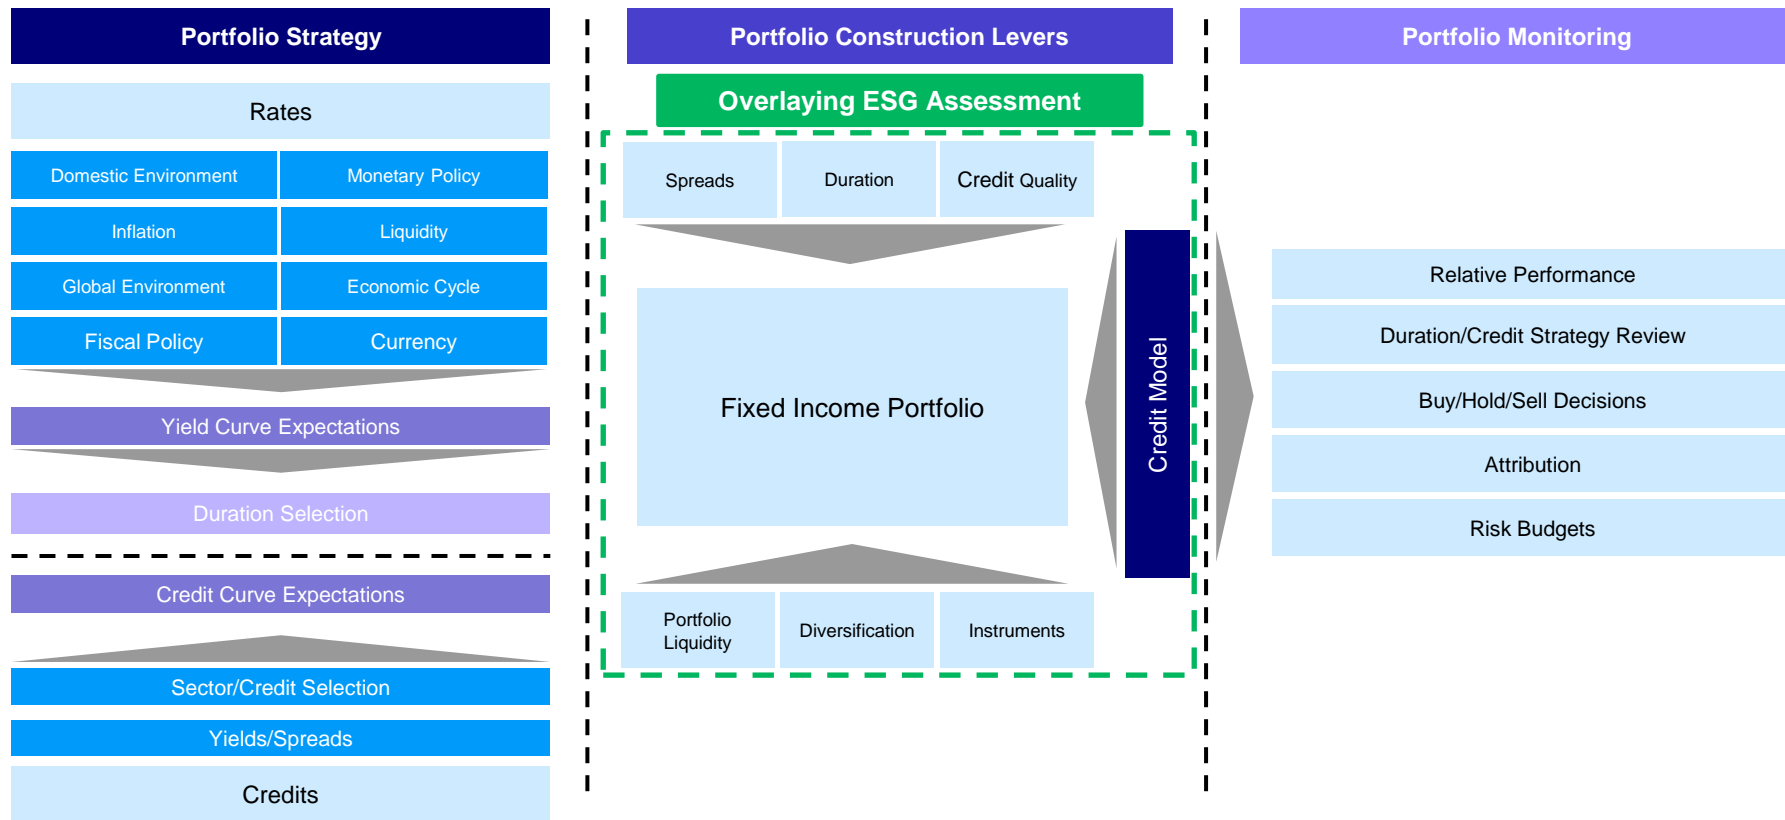 Portfolio Strategy
Rates
Domestic Environment
Monetary Policy
Inflation
Liquidity
Global Environment
Economic Cycle
Fiscal Policy
Currency
Yield Curve Expectations
Duration Selection
Credit Curve Expectations
Sector/Credit Selection
Yields/Spreads
Credits
Portfolio Construction Levers
Overlaying ESG Assessment
Spreads
Duration
Credit Quality
Fixed Income Portfolio
Credit Model
Portfolio
Liquidity
Diversification
Instruments
Portfolio Monitoring
Relative Performance
Duration/Credit Strategy Review
Buy/Hold/Sell Decisions
Attribution
Risk Budgets